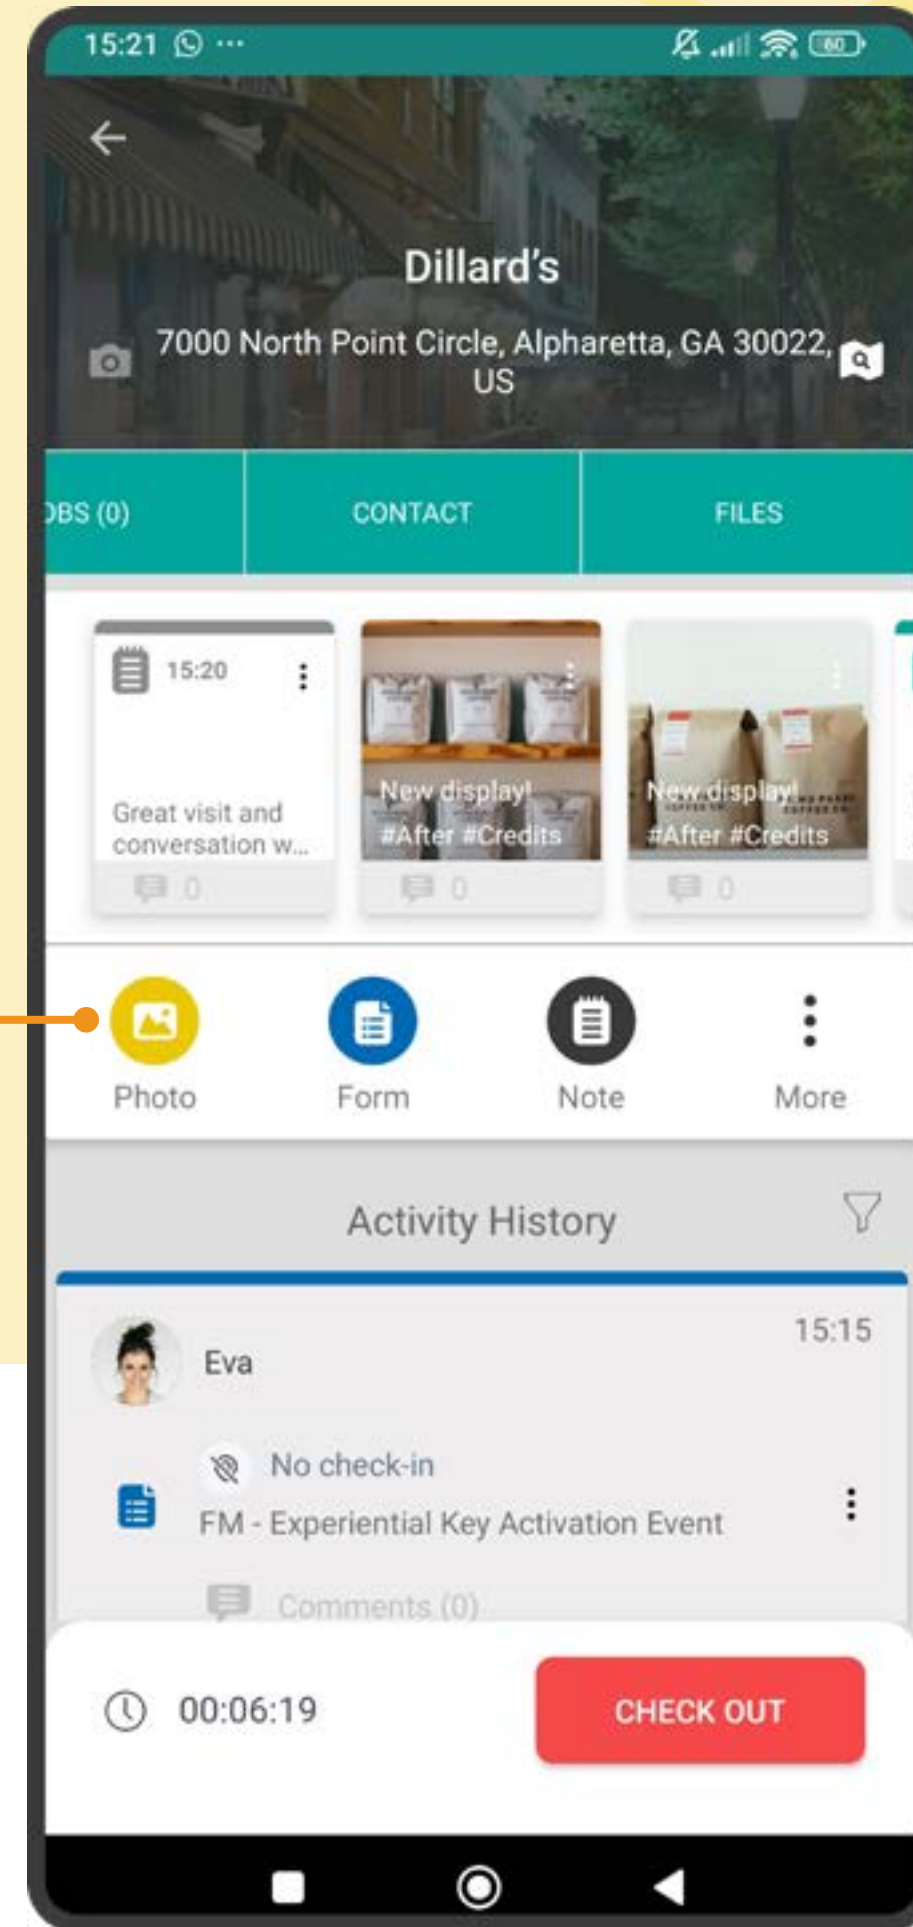 15:21
60
Dillard's
7000 North Point Circle, Alpharetta, GA 30022,
US
OBS (0)
CONTACT
FILES
15:20
Great visit and
conversation w...
0
New display!
#After #Credits
0
New display!
#After #Credits
0
Photo
Form
Note
More
Activity History
Eva
15:15
No check-in
FM - Experiential Key Activation Event
Comments (0)
00:06:19
CHECK OUT